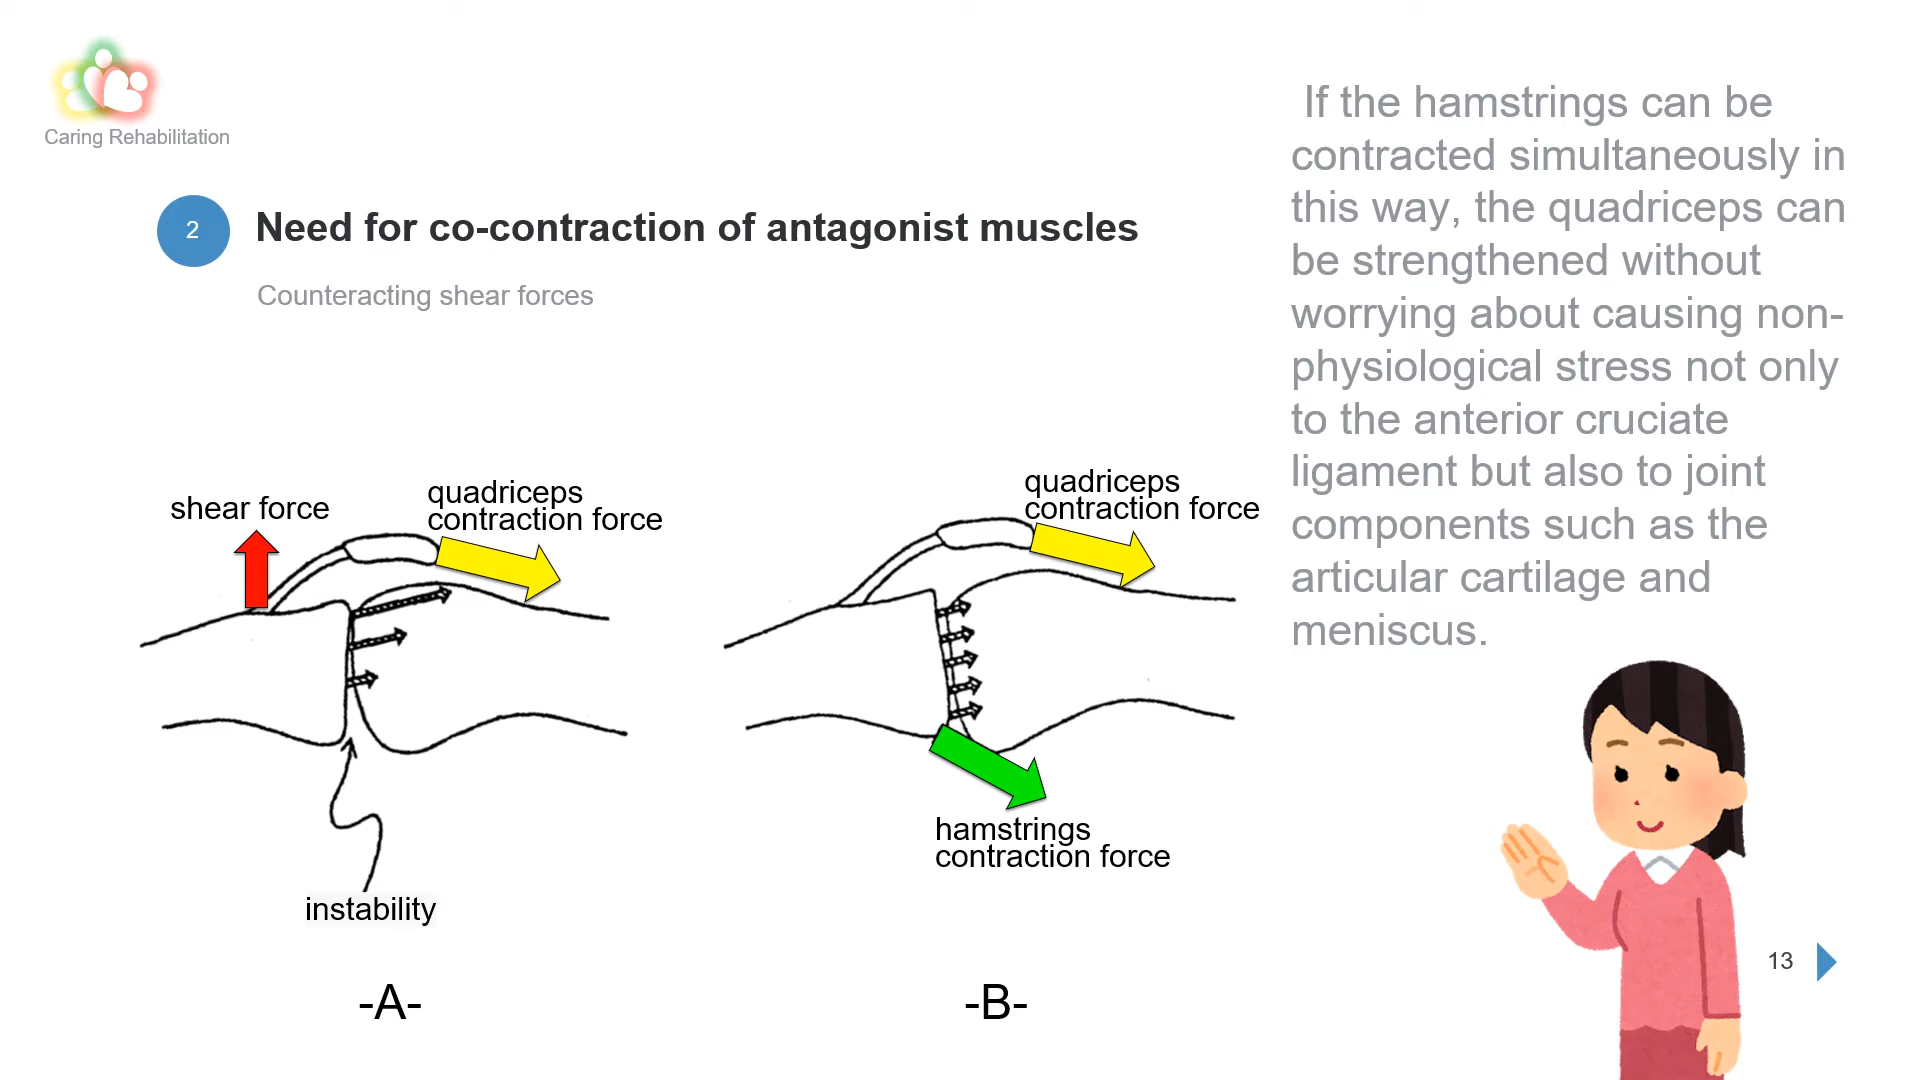 Caring Rehabilitation
2
Need for co-contraction of antagonist muscles
Counteracting shear forces
If the hamstrings can be
contracted simultaneously in
this way, the quadriceps can
be strengthened without
worrying about causing non-
physiological stress not only
to the anterior cruciate
ligament but also to joint
components such as the
articular cartilage and
meniscus.
shear force
quadriceps
contraction force
instability
-A-
quadriceps
contraction force
hamstrings
contraction force
-B-
13